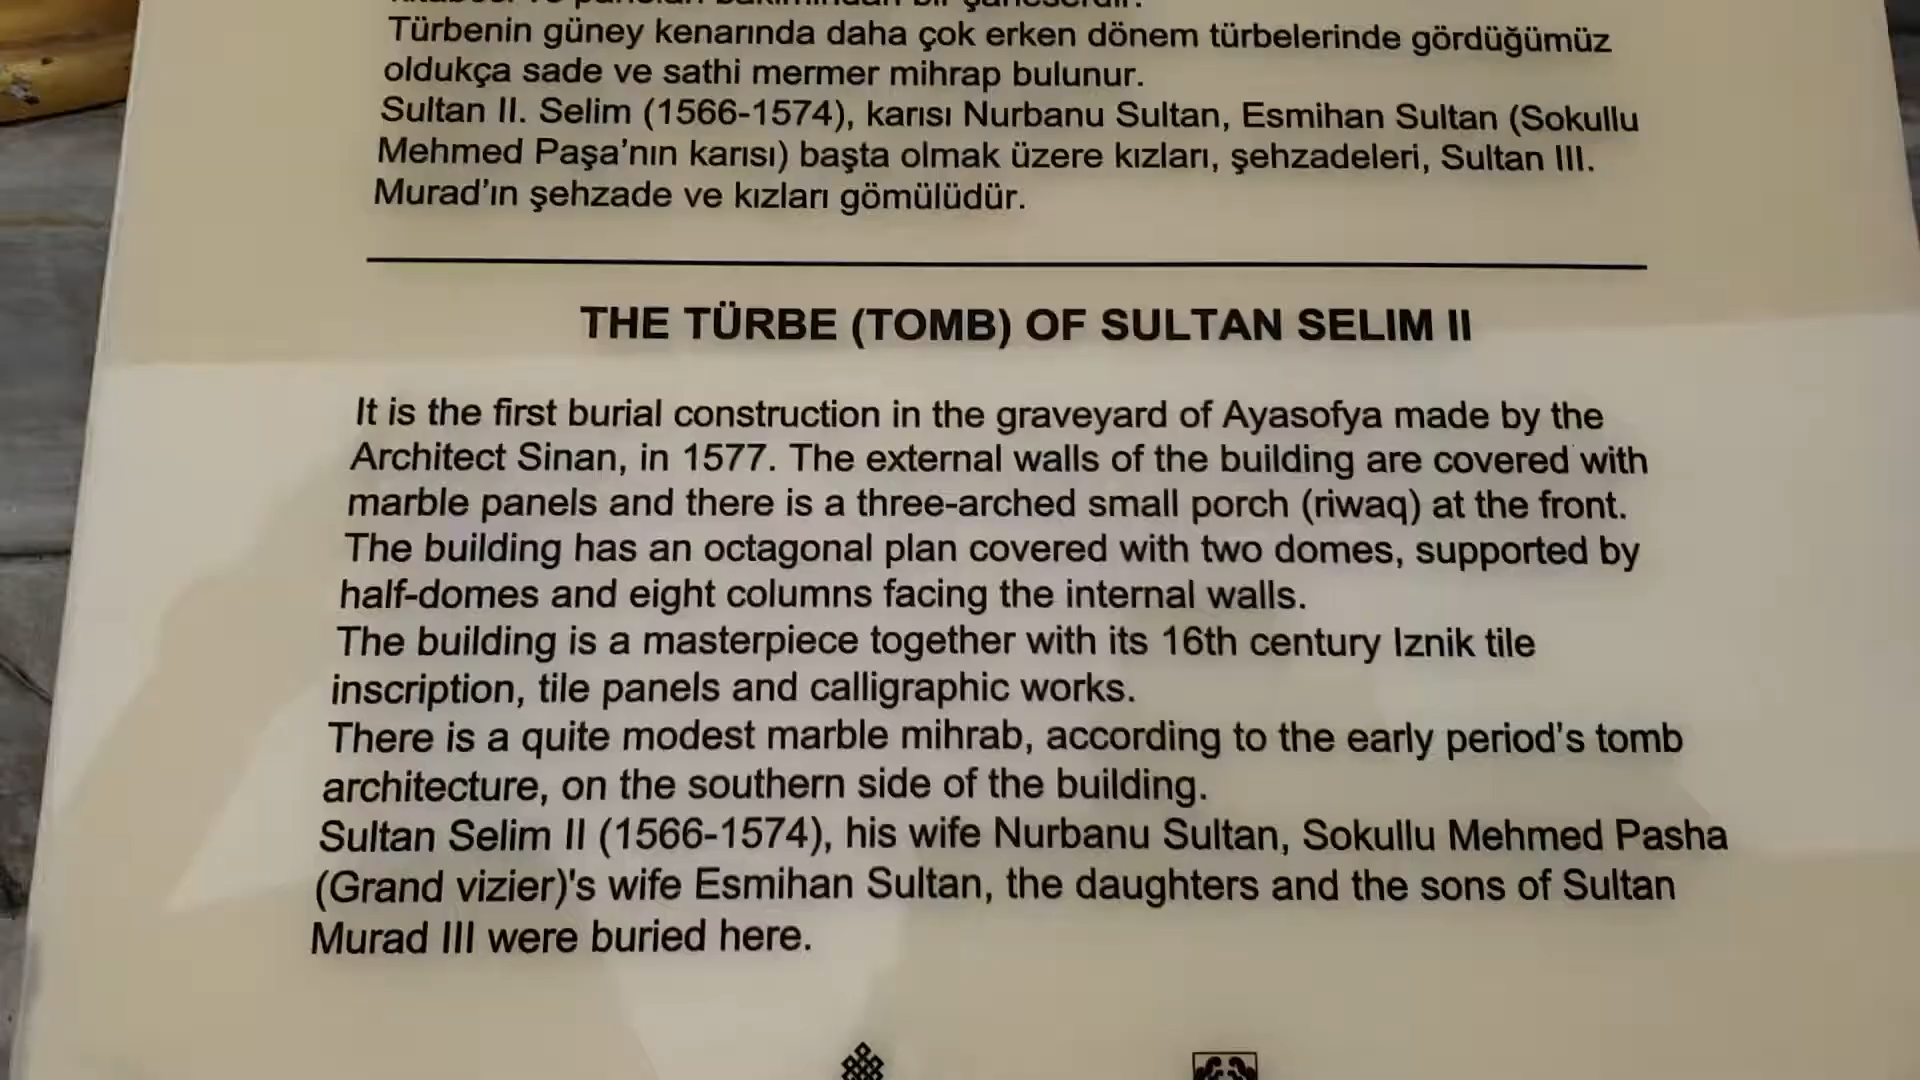 bir şaheserdir.
Türbenin güney kenarında daha çok erken dönem türbelerinde gördüğümüz
oldukça sade ve sathi mermer mihrap bulunur.
Sultan II. Selim (1566-1574), karısı Nurbanu Sultan, Esmihan Sultan (Sokullu
Mehmed Paşa’nın karısı) başta olmak üzere kızları, şehzadeleri, Sultan III.
Murad’ın şehzade ve kızları gömülüdür.
THE TÜRBE (TOMB) OF SULTAN SELIM II
It is the first burial construction in the graveyard of Ayasofya made by the
Architect Sinan, in 1577. The external walls of the building are covered with
marble panels and there is a three-arched small porch (riwaq) at the front.
The building has an octagonal plan covered with two domes, supported by
half-domes and eight columns facing the internal walls.
The building is a masterpiece together with its 16th century Iznik tile
inscription, tile panels and calligraphic works.
There is a quite modest marble mihrab, according to the early period's tomb
architecture, on the southern side of the building.
Sultan Selim II (1566-1574), his wife Nurbanu Sultan, Sokullu Mehmed Pasha
(Grand vizier)'s wife Esmihan Sultan, the daughters and the sons of Sultan
Murad III were buried here.